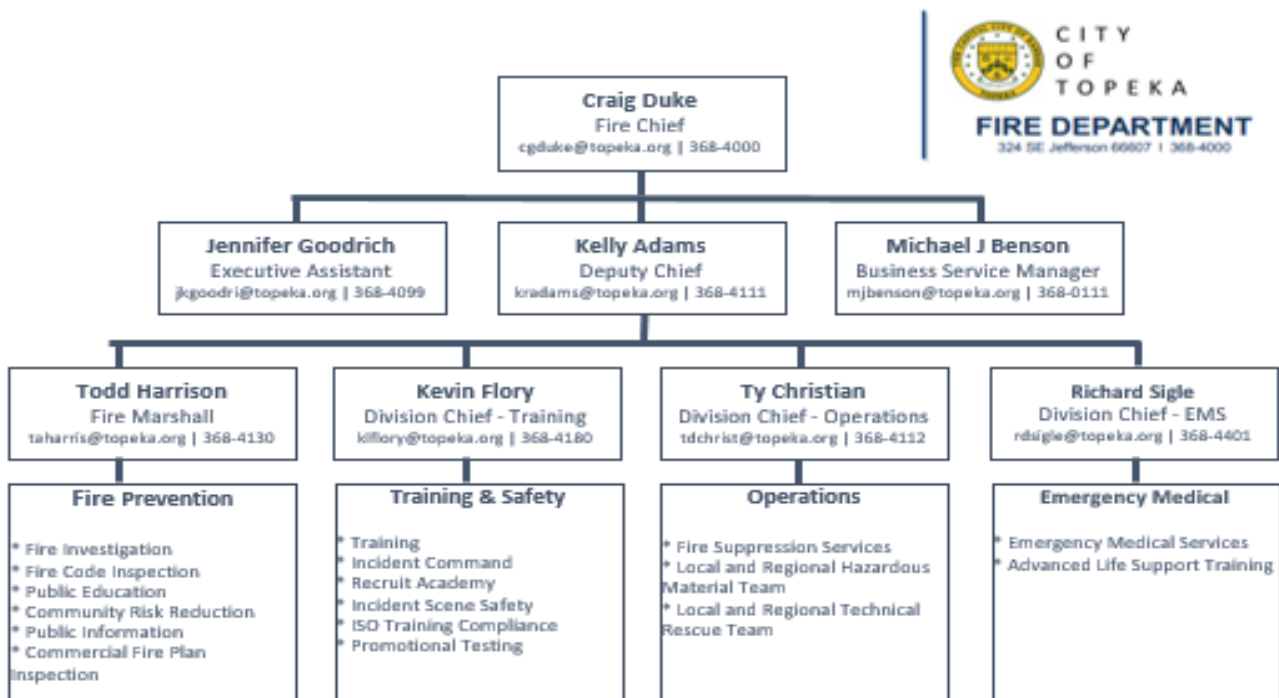 CITY
OF
TOPEKA
FIRE DEPARTMENT
324 SE Jefferson 66607 | 368-4000
Craig Duke
Fire Chief
cgduke@topeka.org | 368-4000
Jennifer Goodrich
Executive Assistant
jkgoodri@topeka.org | 368-4099
Kelly Adams
Deputy Chief
kradams@topeka.org | 368-4111
Michael J Benson
Business Service Manager
mjbenson@topeka.org | 368-0111
Todd Harrison
Fire Marshall
taharris@topeka.org | 368-4130
Kevin Flory
Division Chief - Training
klflory@topeka.org | 368-4180
Ty Christian
Division Chief - Operations
tdchrist@topeka.org | 368-4112
Richard Sigle
Division Chief - EMS
rdsigle@topeka.org | 368-4401
Fire Prevention
* Fire Investigation
* Fire Code Inspection
* Public Education
* Community Risk Reduction
* Public Information
* Commercial Fire Plan
Inspection
Training & Safety
* Training
* Incident Command
* Recruit Academy
* Incident Scene Safety
* ISO Training Compliance
* Promotional Testing
Operations
* Fire Suppression Services
* Local and Regional Hazardous
Material Team
* Local and Regional Technical
Rescue Team
Emergency Medical
* Emergency Medical Services
* Advanced Life Support Training